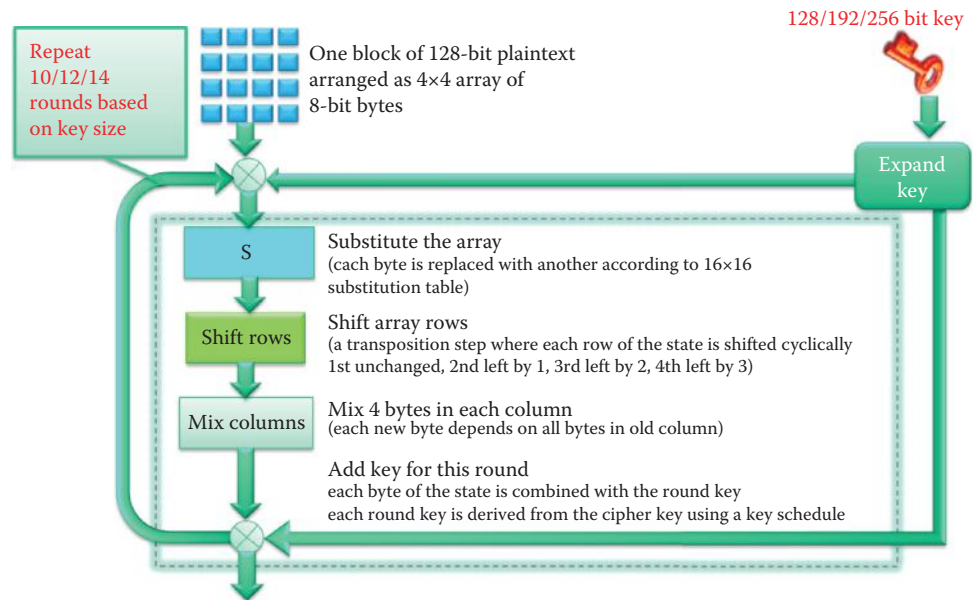 128/192/256 bit key
Repeat
10/12/14
rounds based
on key size
One block of 128-bit plaintext
arranged as 4×4 array of
8-bit bytes
Expand
key
S
Substitute the array
(cach byte is replaced with another according to 16×16
substitution table)
Shift rows
Shift array rows
(a transposition step where each row of the state is shifted cyclically
1st unchanged, 2nd left by 1, 3rd left by 2, 4th left by 3)
Mix columns
Mix 4 bytes in each column
(each new byte depends on all bytes in old column)
Add key for this round
each byte of the state is combined with the round key
each round key is derived from the cipher key using a key schedule